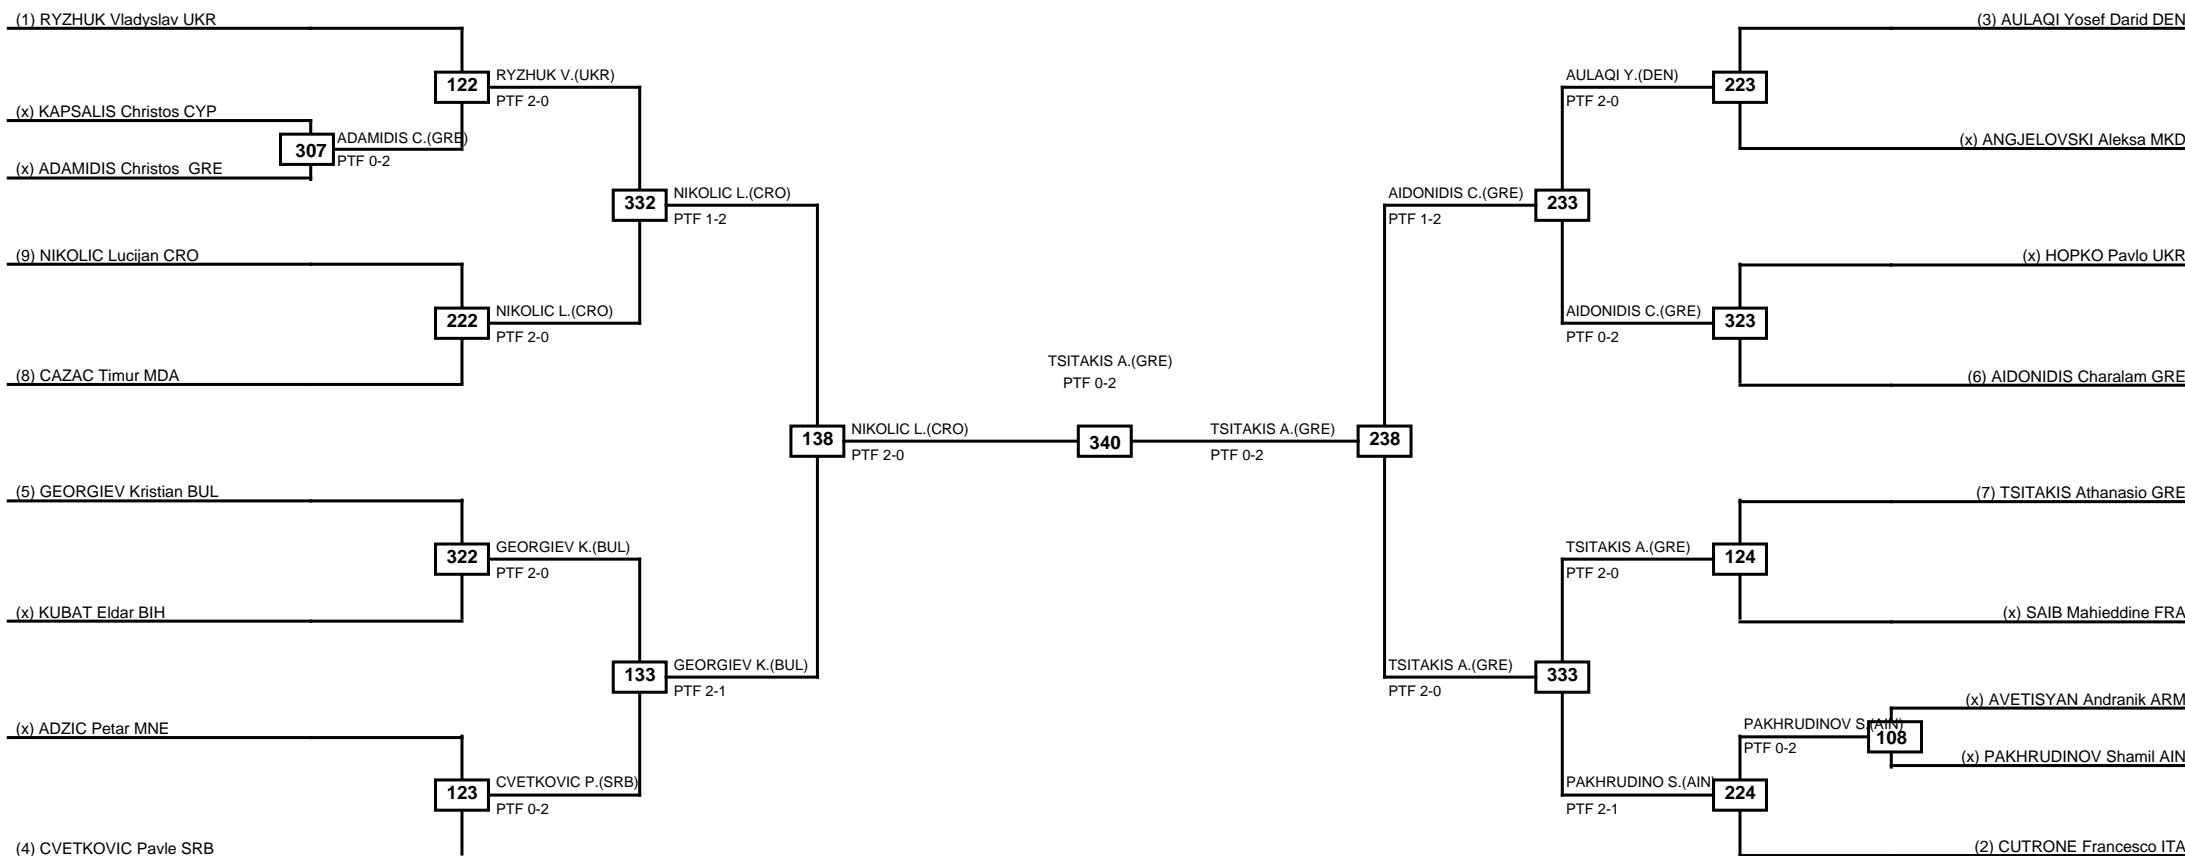 (1) RYZHUK Vladyslav UKR
(x) KAPSALIS Christos CYP
(x) ADAMIDIS Christos GRE
(9) NIKOLIC Lucijan CRO
(8) CAZAC Timur MDA
(5) GEORGIEV Kristian BUL
(x) KUBAT Eldar BIH
(x) ADZIC Petar MNE
(4) CVETKOVIC Pavle SRB
307
ADAMIDIS C.(GRE)
PTF 0-2
122
RYZHUK V.(UKR)
PTF 2-0
222
NIKOLIC L.(CRO)
PTF 2-0
322
GEORGIEV K.(BUL)
PTF 2-0
123
CVETKOVIC P.(SRB)
PTF 0-2
332
NIKOLIC L.(CRO)
PTF 1-2
133
GEORGIEV K.(BUL)
PTF 2-1
138
NIKOLIC L.(CRO)
PTF 2-0
TSITAKIS A.(GRE)
PTF 0-2
340
TSITAKIS A.(GRE)
PTF 0-2
238
AIDONIDIS C.(GRE)
PTF 1-2
233
TSITAKIS A.(GRE)
PTF 2-0
333
AULAQI Y.(DEN)
PTF 2-0
223
AIDONIDIS C.(GRE)
PTF 0-2
323
TSITAKIS A.(GRE)
PTF 2-0
124
PAKHRUDINO S.(AIN
PTF 2-1
224
PAKHRUDINOV S.(AIN)
PTF 0-2
108
(3) AULAQI Yosef Darid DEN
(x) ANGJELOVSKI Aleksa MKD
(x) HOPKO Pavlo UKR
(6) AIDONIDIS Charalam GRE
(7) TSITAKIS Athanasio GRE
(x) SAIB Mahieddine FRA
(x) AVETISYAN Andranik ARM
(x) PAKHRUDINOV Shamil AIN
(2) CUTRONE Francesco ITA